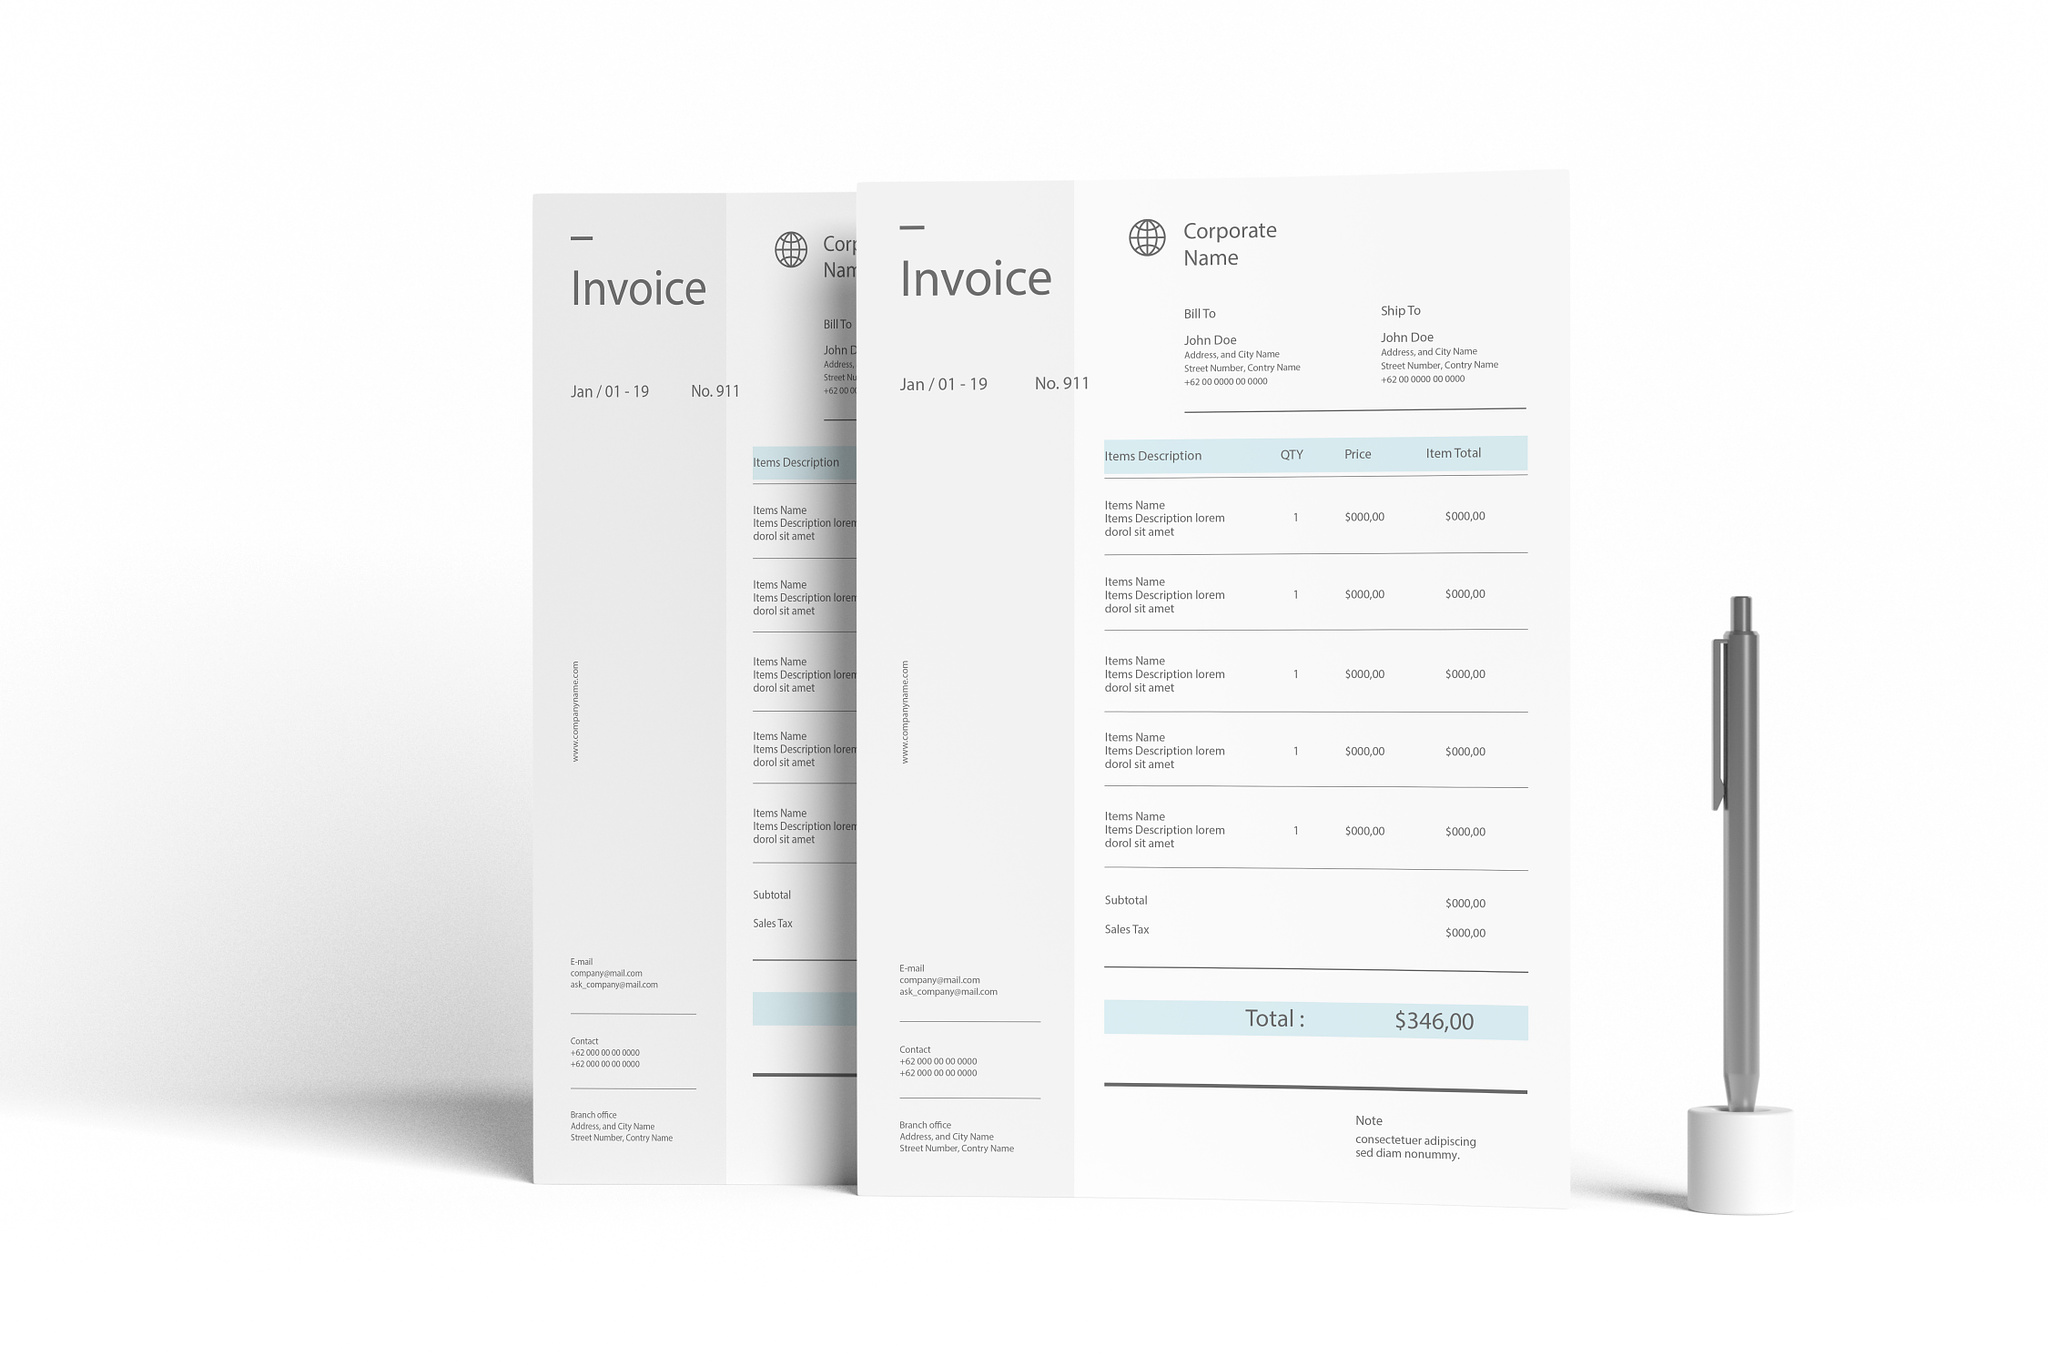 Invoice
Jan / 01 - 19 No. 911
www.companyname.com
E-mail
company@mail.com
ask_company@mail.com
Contact
+62 000 00 00 0000
+62 000 00 00 0000
Branch office
Address, and City Name
Street Number, Contry Name
Corp
Nam
Bill To
John D
Address,
Street Nu
+62 00 00
Items Description
Items Name
Items Description lorem
dorol sit amet
Items Name
Items Description lorem
dorol sit amet
Items Name
Items Description lorem
dorol sit amet
Items Name
Items Description lorem
dorol sit amet
Items Name
Items Description lorem
dorol sit amet
Subtotal
Sales Tax
Invoice
Jan / 01 - 19 No. 911
www.companyname.com
E-mail
company@mail.com
ask_company@mail.com
Contact
+62 000 00 00 0000
+62 000 00 00 0000
Branch office
Address, and City Name
Street Number, Contry Name
Corporate
Name
Bill To
John Doe
Address, and City Name
Street Number, Contry Name
+62 00 0000 00 0000
Ship To
John Doe
Address, and City Name
Street Number, Contry Name
+62 00 0000 00 0000
Items Description QTY Price Item Total
Items Name
Items Description lorem 1 $000,00 $000,00
dorol sit amet
Items Name
Items Description lorem 1 $000,00 $000,00
dorol sit amet
Items Name
Items Description lorem 1 $000,00 $000,00
dorol sit amet
Items Name
Items Description lorem 1 $000,00 $000,00
dorol sit amet
Items Name
Items Description lorem 1 $000,00 $000,00
dorol sit amet
Subtotal $000,00
Sales Tax $000,00
Total : $346,00
Note
consectetuer adipiscing
sed diam nonummy.